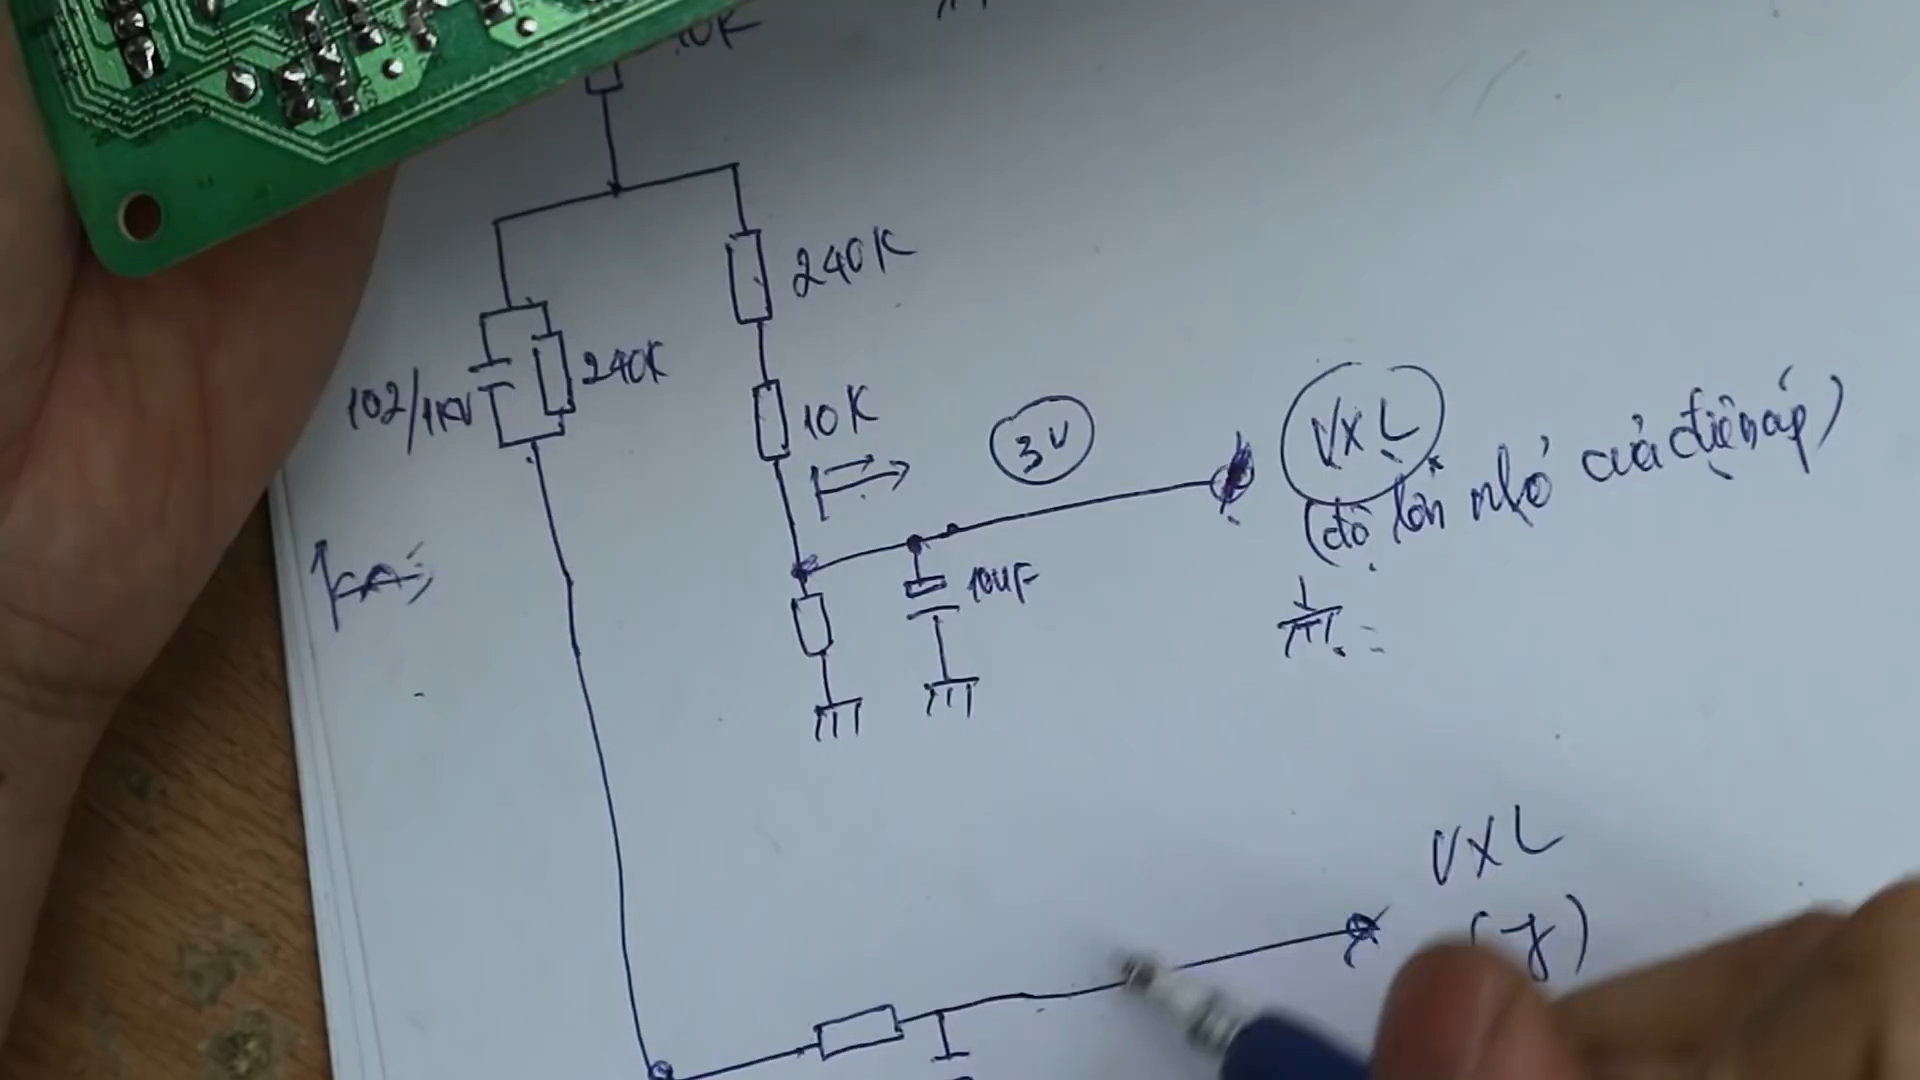 240K
102/1KV
240K
10K
3V
VXL
(độ lớn nhỏ của điện áp)
10uF
VXL